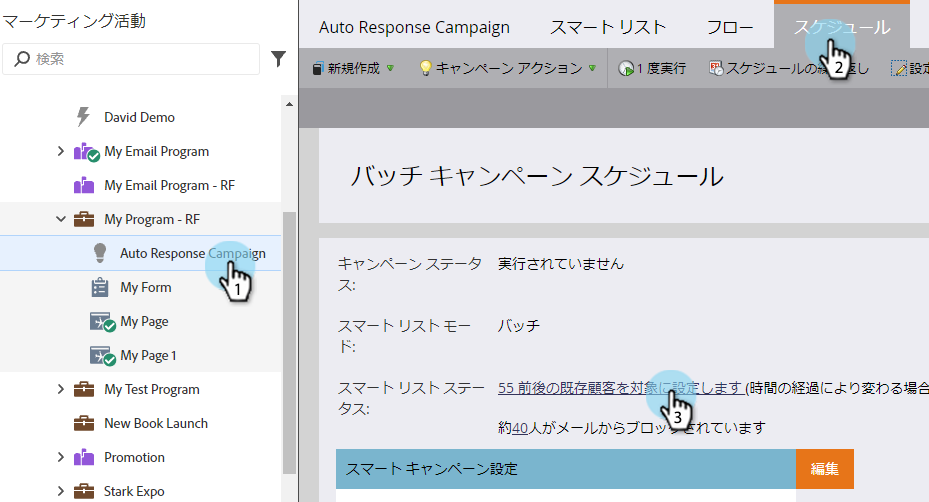 マーケティング活動
検索
David Demo
My Email Program
My Email Program - RF
My Program - RF
Auto Response Campaign
1
My Form
My Page
My Page 1
My Test Program
New Book Launch
Promotion
Stark Expo
Auto Response Campaign スマート リスト フロー スケジュール
2
新規作成 キャンペーン アクション 1 度実行 スケジュールの繰り返し 設定
バッチ キャンペーン スケジュール
キャンペーン ステータ 実行されていません
ス:
スマート リスト モー バッチ
ド:
スマート リスト ステー 55 前後の既存顧客を対象に設定します (時間の経過により変わる場合
タス:
3
約40人がメールからブロックされています
スマート キャンペーン設定 編集